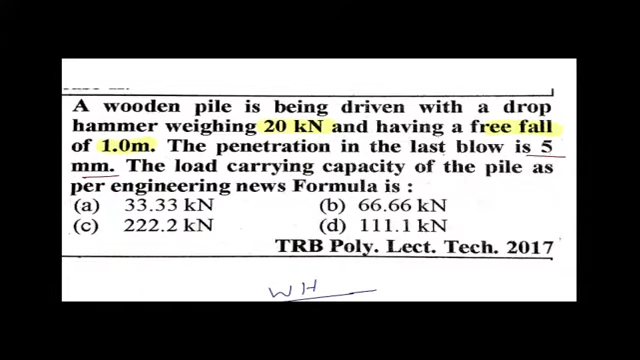 A wooden pile is being driven with a drop
hammer weighing 20 kN and having a free fall
of 1.0m. The penetration in the last blow is 5
mm. The load carrying capacity of the pile as
per engineering news Formula is :
(a) 33.33 kN (b) 66.66 kN
(c) 222.2 kN (d) 111.1 kN
TRB Poly. Lect. Tech. 2017
WH